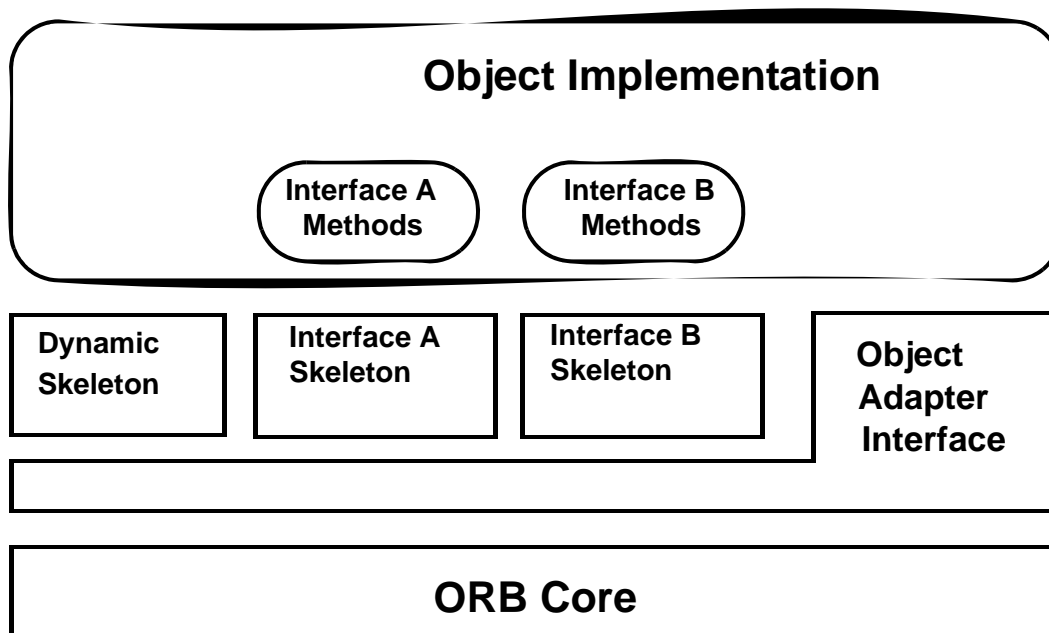 Object Implementation
Interface A
Methods
Interface B
Methods
Dynamic
Skeleton
Interface A
Skeleton
Interface B
Skeleton
Object
Adapter
Interface
ORB Core